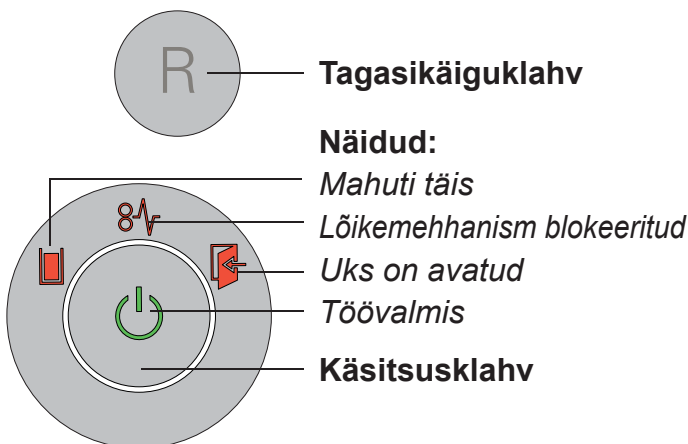 R
Tagasikäiguklahv
Näidud:
Mahuti täis
Lõikemehhanism blokeeritud
Uks on avatud
Töövalmis
Käsitsusklahv